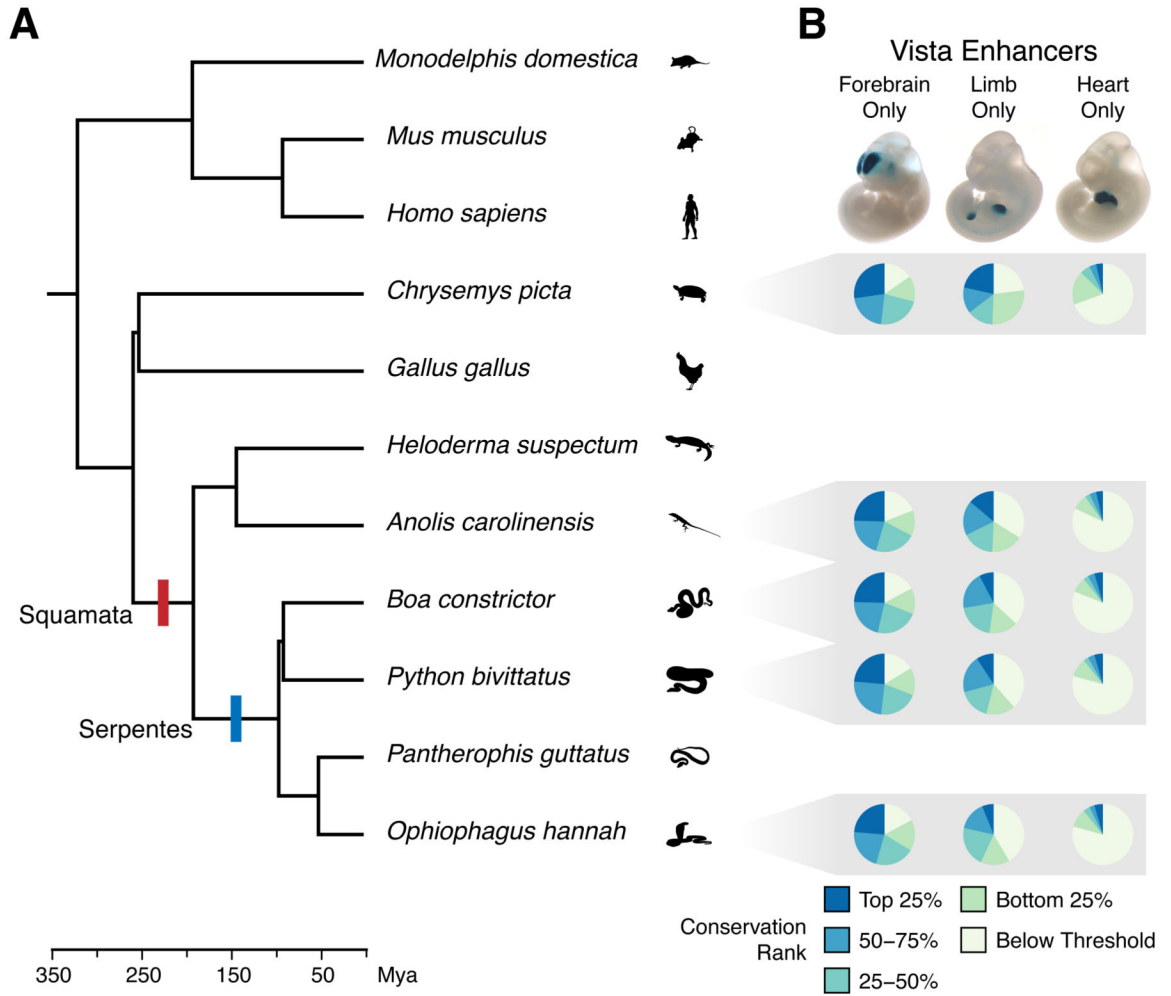 A
Monodelphis domestica
Mus musculus
Homo sapiens
Chrysemys picta
Gallus gallus
Heloderma suspectum
Anolis carolinensis
Boa constrictor
Python bivittatus
Pantherophis guttatus
Ophiophagus hannah
Squamata
Serpentes
350
250
150
50
Mya
B
Vista Enhancers
Forebrain
Only
Limb
Only
Heart
Only
Conservation
Rank
Top 25%
50–75%
25–50%
Bottom 25%
Below Threshold